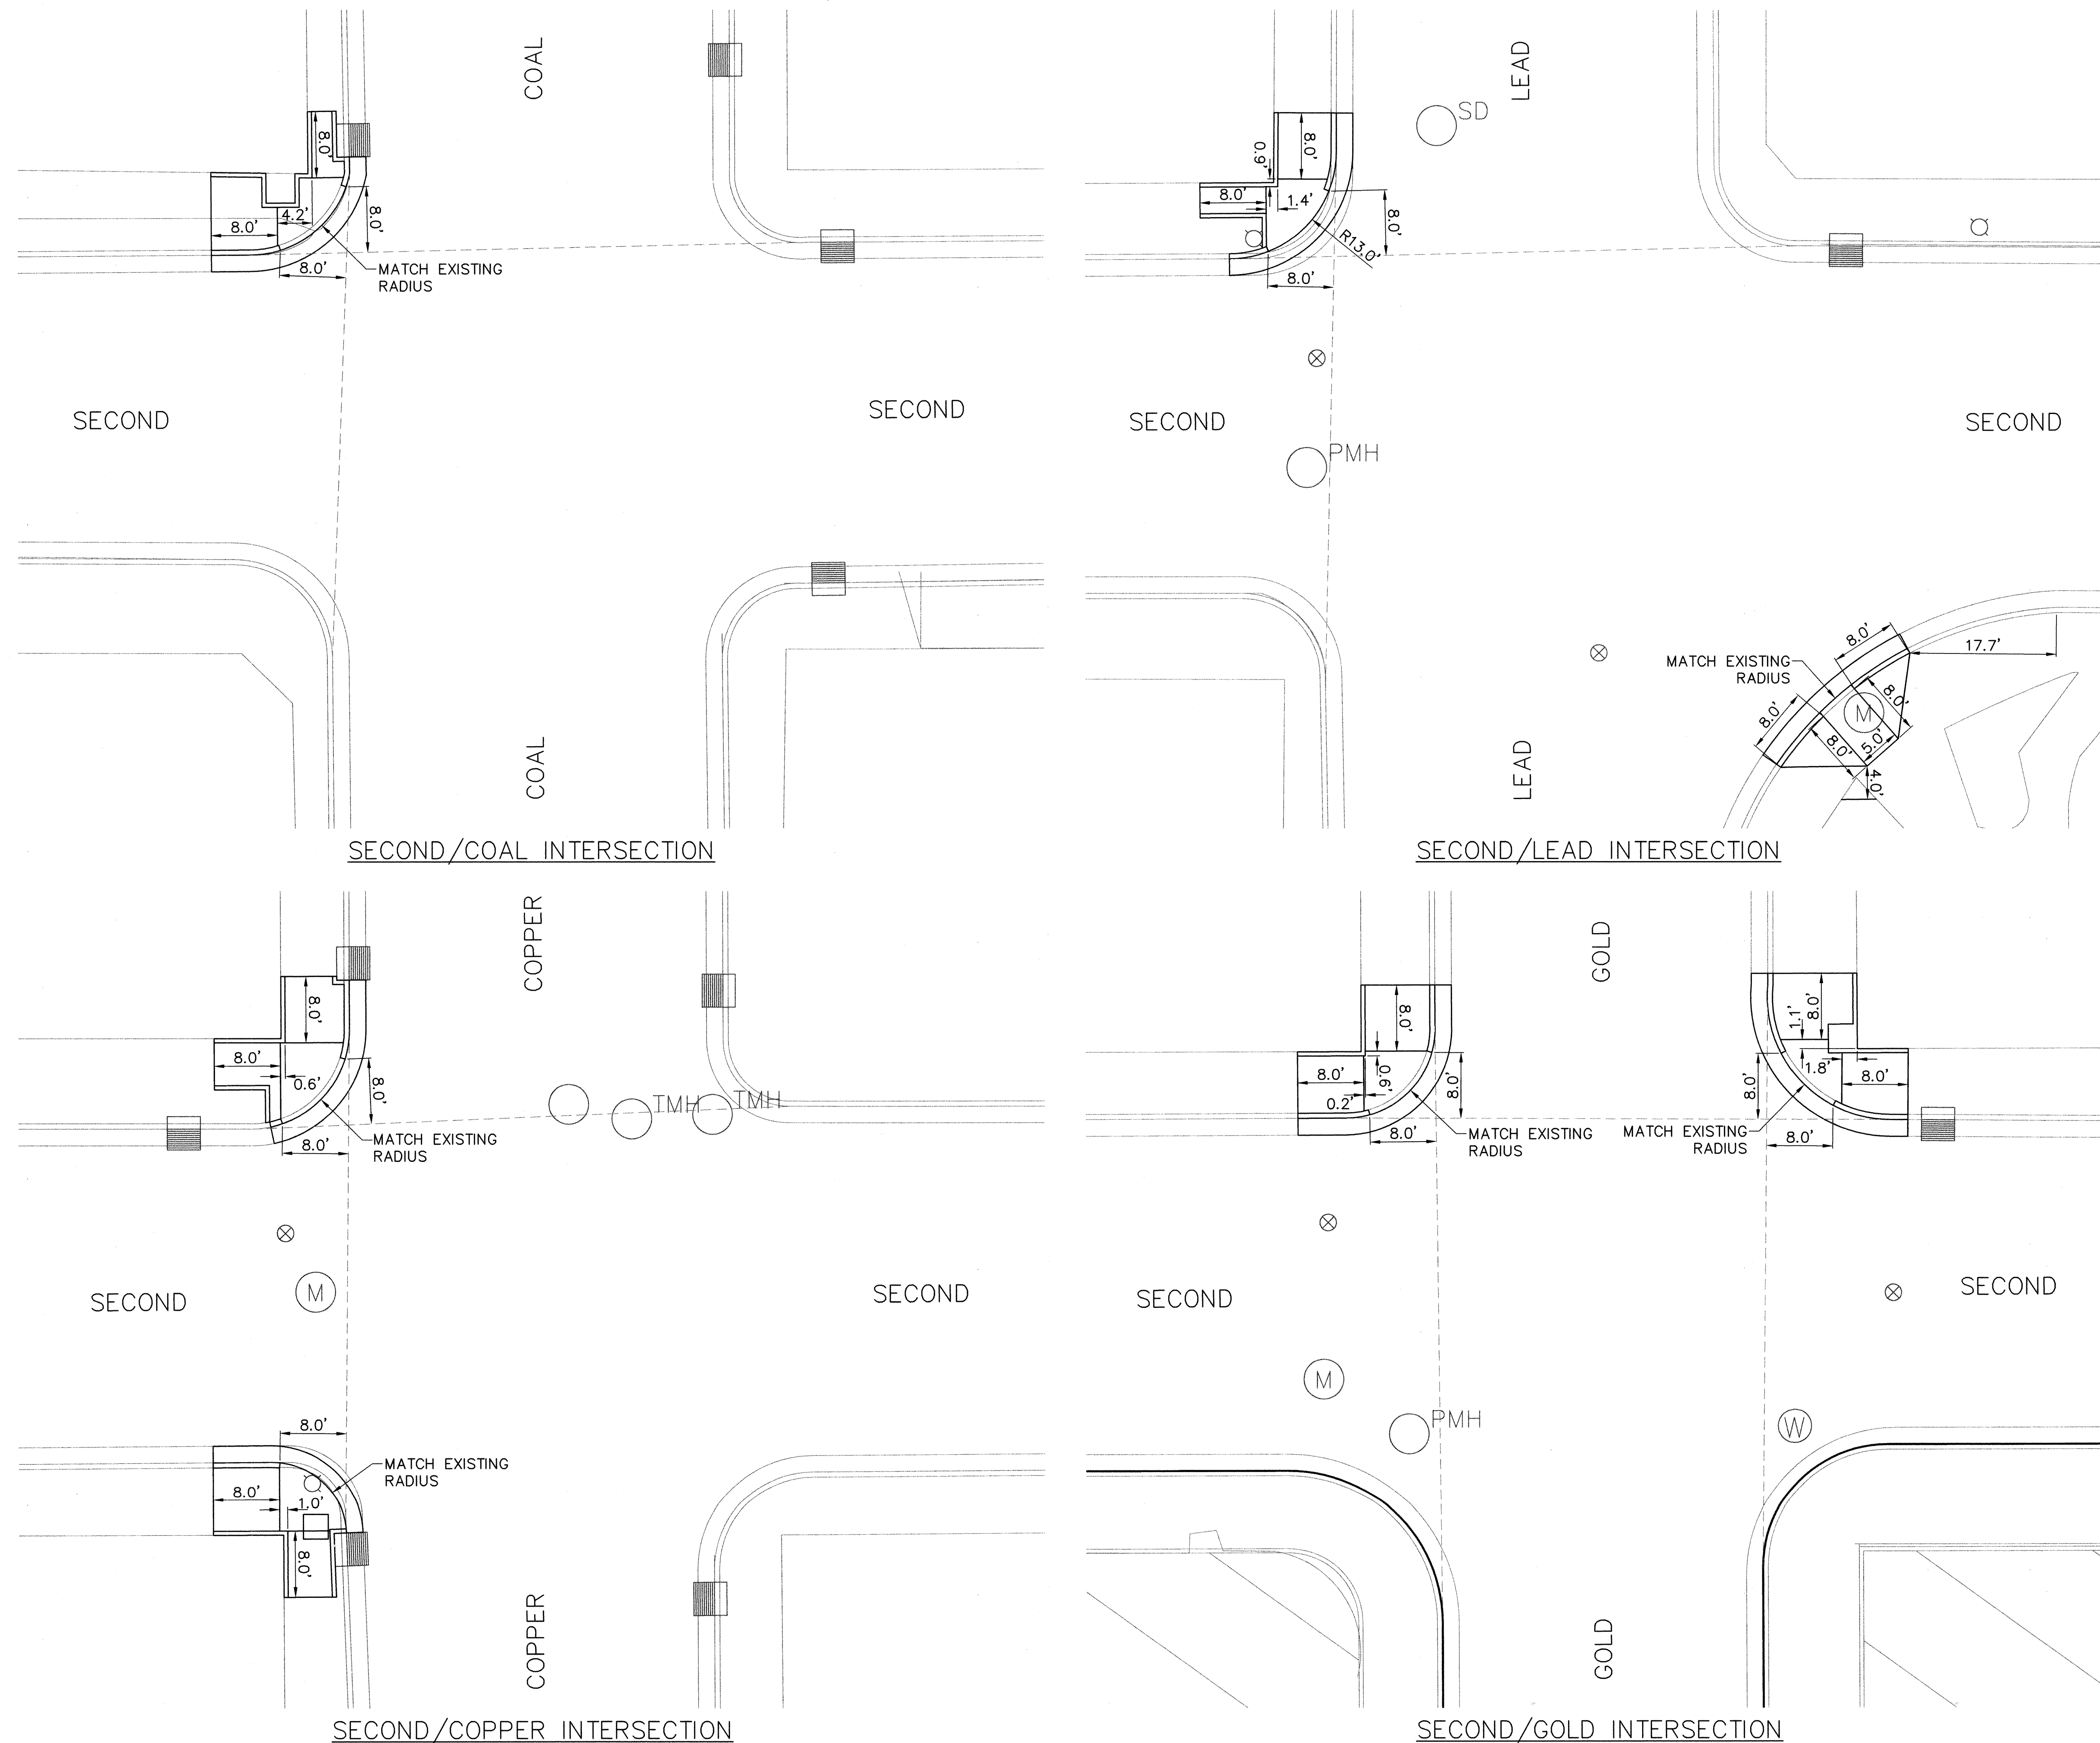 COAL
8.0'
4.2'
8.0'
8.0'
8.0'
MATCH EXISTING
RADIUS
SECOND
SECOND
COAL
SECOND/COAL INTERSECTION
LEAD
SD
0.9'
8.0'
8.0'
1.4'
8.0'
R13.0'
8.0'
SECOND
SECOND
PMH
8.0'
17.7'
MATCH EXISTING
RADIUS
8.0'
M
8.0'
8.0'
5.0'
4.0'
LEAD
SECOND/LEAD INTERSECTION
COPPER
8.0'
8.0'
0.6'
8.0'
TMH
TMH
MATCH EXISTING
RADIUS
8.0'
M
SECOND
SECOND
8.0'
MATCH EXISTING
RADIUS
8.0'
1.0'
8.0'
COPPER
SECOND/COPPER INTERSECTION
GOLD
8.0'
8.0'
0.6'
0.2'
8.0'
8.0'
MATCH EXISTING
RADIUS
1.1'
8.0'
1.8'
8.0'
8.0'
MATCH EXISTING
RADIUS
8.0'
SECOND
SECOND
M
PMH
W
GOLD
SECOND/GOLD INTERSECTION